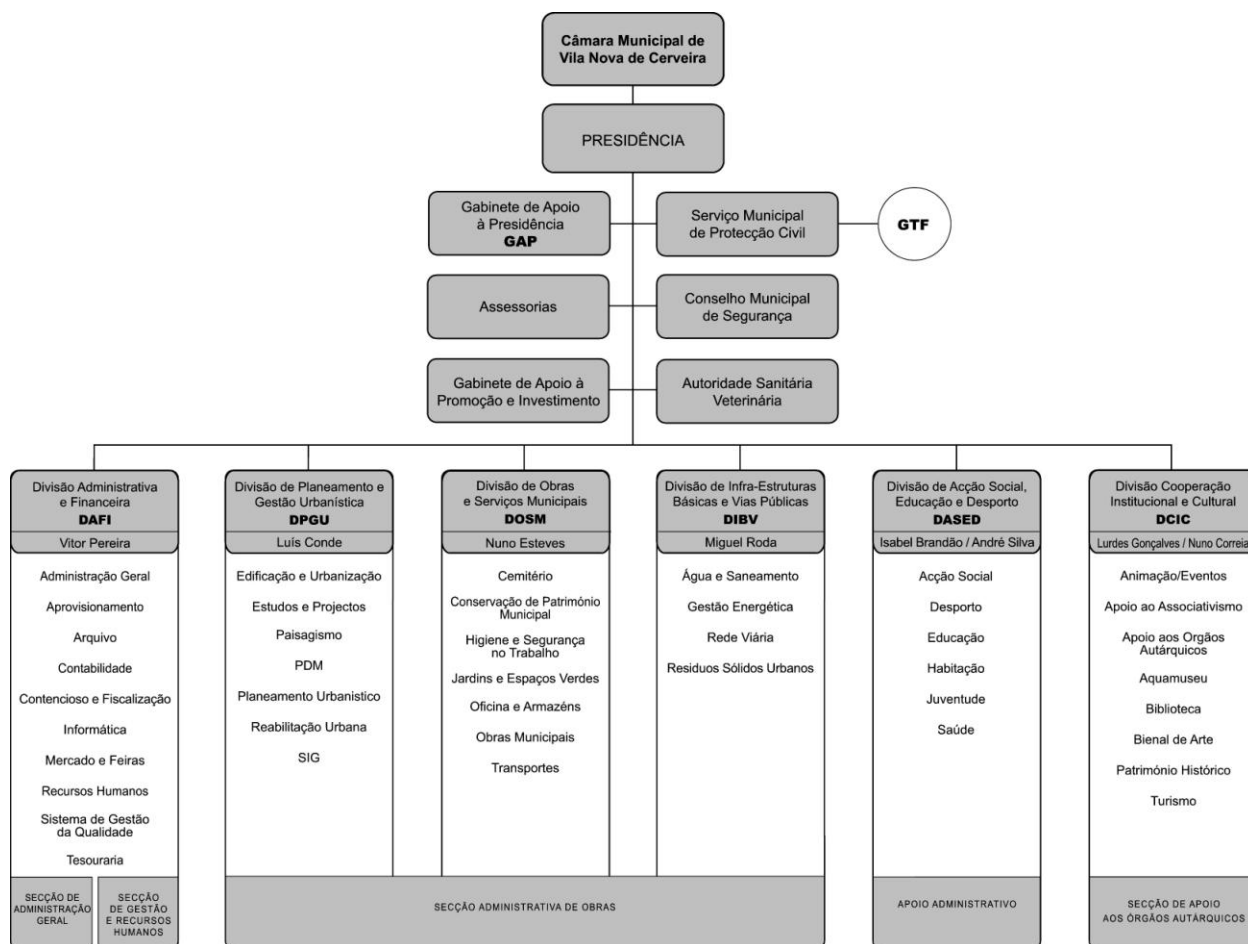 Câmara Municipal de
Vila Nova de Cerveira
PRESIDÊNCIA
Gabinete de Apoio
à Presidência
GAP
Serviço Municipal
de Protecção Civil
GTF
Assessorias
Conselho Municipal
de Segurança
Gabinete de Apoio à
Promoção e Investimento
Autoridade Sanitária
Veterinária
Divisão Administrativa
e Financeira
DAFI
Vitor Pereira
Administração Geral
Aprovisionamento
Arquivo
Contabilidade
Contencioso e Fiscalização
Informática
Mercado e Feiras
Recursos Humanos
Sistema de Gestão
da Qualidade
Tesouraria
SECÇÃO DE
ADMINISTRAÇÃO
GERAL
SECÇÃO
DE GESTÃO
E RECURSOS
HUMANOS
Divisão de Planeamento e
Gestão Urbanística
DPGU
Luís Conde
Edificação e Urbanização
Estudos e Projectos
Paisagismo
PDM
Planeamento Urbanistico
Reabilitação Urbana
SIG
Divisão de Obras
e Serviços Municipais
DOSM
Nuno Esteves
Cemitério
Conservação de Património
Municipal
Higiene e Segurança
no Trabalho
Jardins e Espaços Verdes
Oficina e Armazéns
Obras Municipais
Transportes
Divisão de Infra-Estruturas
Básicas e Vias Públicas
DIBV
Miguel Roda
Água e Saneamento
Gestão Energética
Rede Viária
Residuos Sólidos Urbanos
SECÇÃO ADMINISTRATIVA DE OBRAS
Divisão de Acção Social,
Educação e Desporto
DASED
Isabel Brandão / André Silva
Acção Social
Desporto
Educação
Habitação
Juventude
Saúde
APOIO ADMINISTRATIVO
Divisão Cooperação
Institucional e Cultural
DCIC
Lurdes Gonçalves / Nuno Correia
Animação/Eventos
Apoio ao Associativismo
Apoio aos Orgãos
Autárquicos
Aquamuseu
Biblioteca
Bienal de Arte
Património Histórico
Turismo
SECÇÃO DE APOIO
AOS ÓRGÃOS AUTÁRQUICOS